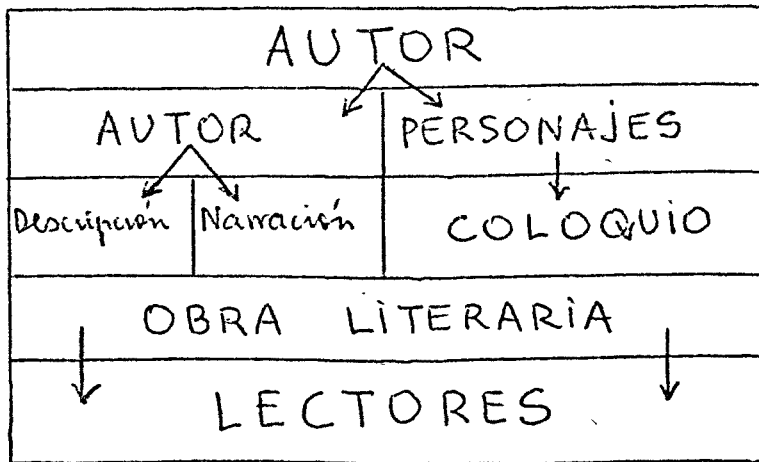 AUTOR
AUTOR PERSONAJES
Descripción Narración COLOQUIO
OBRA LITERARIA
LECTORES